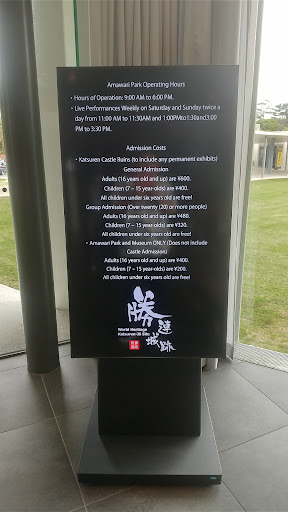 Amawari Park Operating Hours
・Hours of Operation: 9:00 AM to 6:00 PM.
・Live Performances Weekly on Saturday and Sunday twice a
day from 11:00 AM to 11:30AM and 1:00PMto1:30and3:00
PM to 3:30 PM.
Admission Costs
・Katsuren Castle Ruins (to include any permanent exhibits)
General Admission
Adults (16 years old and up) are ¥600.
Children (7 – 15 year-olds) are ¥400.
All children under six years old are free!
Group Admission (Over twenty (20) or more people)
Adults (16 years old and up) are ¥480.
Children (7 – 15 year-olds) are ¥320.
All children under six years old are free!
・Amawari Park and Museum ONLY (Does not include
Castle Admission)
Adults (16 years old and up) are ¥400.
Children (7 – 15 year-olds) are ¥200.
All children under six years old are free!
勝連城跡
World Heritage
Katsuren-jō Site